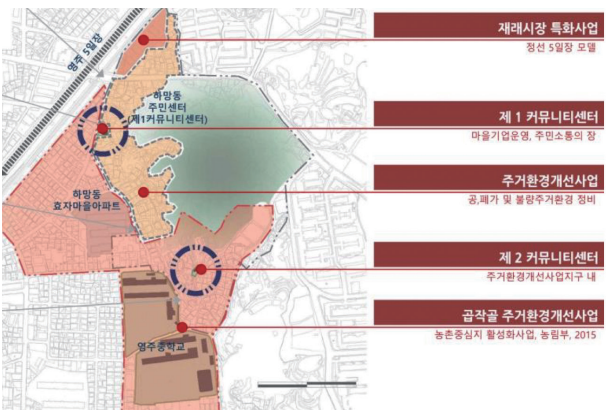 영주 5일장
하망동
주민센터
(제1커뮤니티센터)
하망동
효자마을아파트
영주중학교
재래시장 특화사업
정선 5일장 모델
제 1 커뮤니티센터
마을기업운영, 주민소통의 장
주거환경개선사업
공,폐가 및 불량주거환경 정비
제 2 커뮤니티센터
주거환경개선사업지구 내
곱작골 주거환경개선사업
농촌중심지 활성화사업, 농림부, 2015